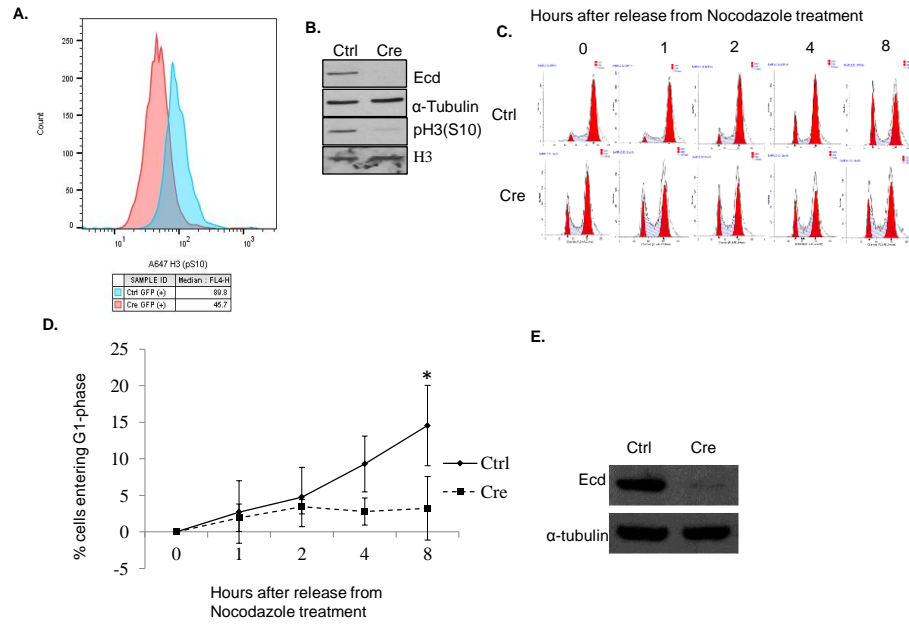 A.
250
200
150
100
50
0
Count
10¹
10²
10³
A647 H3 (pS10)
SAMPLE ID Median : FL4-H
Ctrl GFP (+) 89.8
Cre GFP (+) 45.7
B.
Ctrl Cre
Ecd
α-Tubulin
pH3(S10)
H3
Hours after release from Nocodazole treatment
C.
0 1 2 4 8
Ctrl
Cre
D.
25
20
15
10
5
0
-5
% cells entering G1-phase
*
Ctrl
Cre
0 1 2 4 8
Hours after release from
Nocodazole treatment
E.
Ctrl Cre
Ecd
α-tubulin